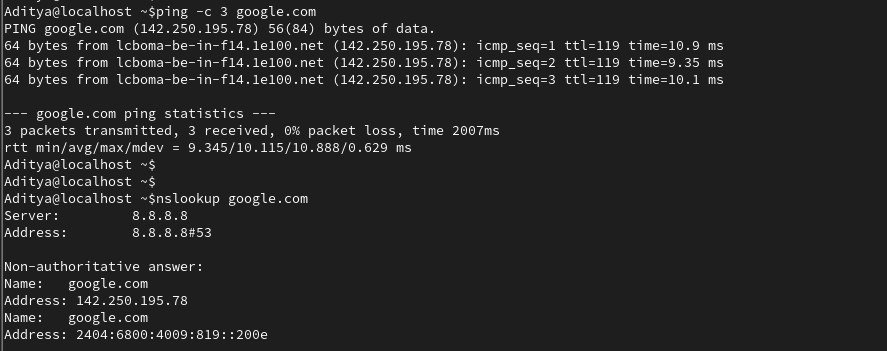 Aditya@localhost ~$ping -c 3 google.com
PING google.com (142.250.195.78) 56(84) bytes of data.
64 bytes from lcboma-be-in-f14.1e100.net (142.250.195.78): icmp_seq=1 ttl=119 time=10.9 ms
64 bytes from lcboma-be-in-f14.1e100.net (142.250.195.78): icmp_seq=2 ttl=119 time=9.35 ms
64 bytes from lcboma-be-in-f14.1e100.net (142.250.195.78): icmp_seq=3 ttl=119 time=10.1 ms

--- google.com ping statistics ---
3 packets transmitted, 3 received, 0% packet loss, time 2007ms
rtt min/avg/max/mdev = 9.345/10.115/10.888/0.629 ms
Aditya@localhost ~$
Aditya@localhost ~$
Aditya@localhost ~$nslookup google.com
Server:         8.8.8.8
Address:        8.8.8.8#53

Non-authoritative answer:
Name:   google.com
Address: 142.250.195.78
Name:   google.com
Address: 2404:6800:4009:819::200e